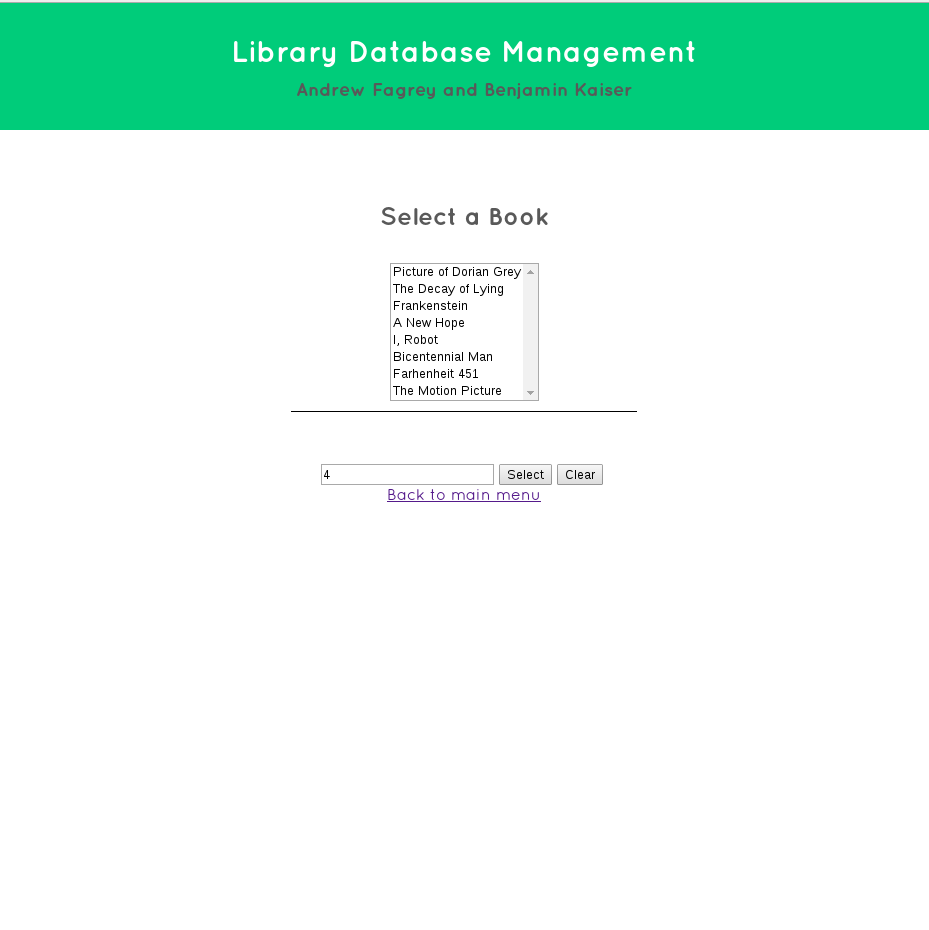 Library Database Management
Andrew Fagrey and Benjamin Kaiser
Select a Book
Picture of Dorian Grey
The Decay of Lying
Frankenstein
A New Hope
I, Robot
Bicentennial Man
Farhenheit 451
The Motion Picture
4 Select Clear
Back to main menu